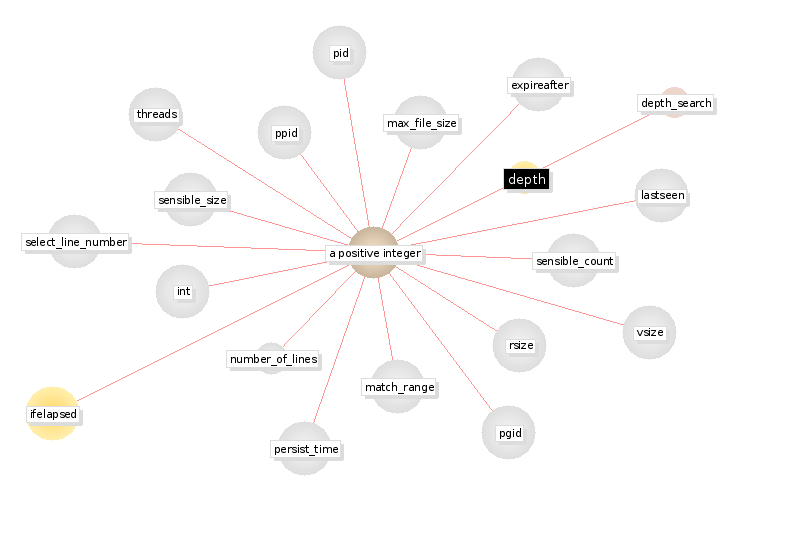 pid
expireafter
depth_search
threads
max_file_size
ppid
depth
lastseen
sensible_size
select_line_number
a positive integer
sensible_count
int
vsize
rsize
number_of_lines
match_range
ifelapsed
pgid
persist_time